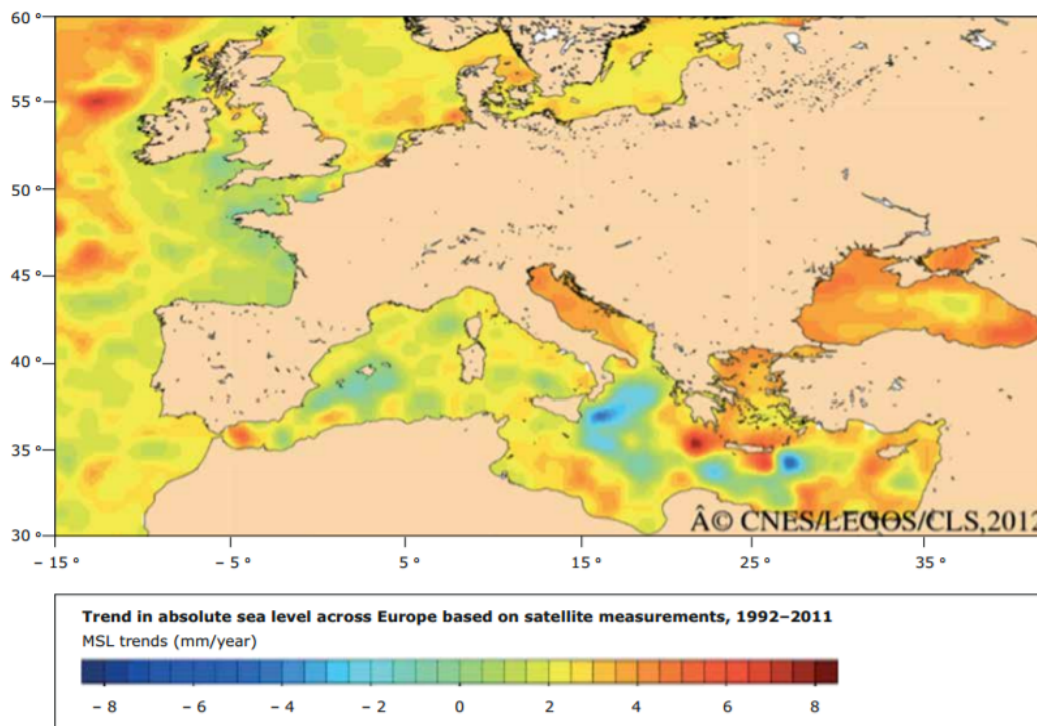 60 °
55 °
50 °
45 °
40 °
35 °
30 °
Â© CNES/LEGOS/CLS,2012
– 15 °
– 5 °
5 °
15 °
25 °
35 °
Trend in absolute sea level across Europe based on satellite measurements, 1992–2011
MSL trends (mm/year)
– 8 – 6 – 4 – 2 0 2 4 6 8